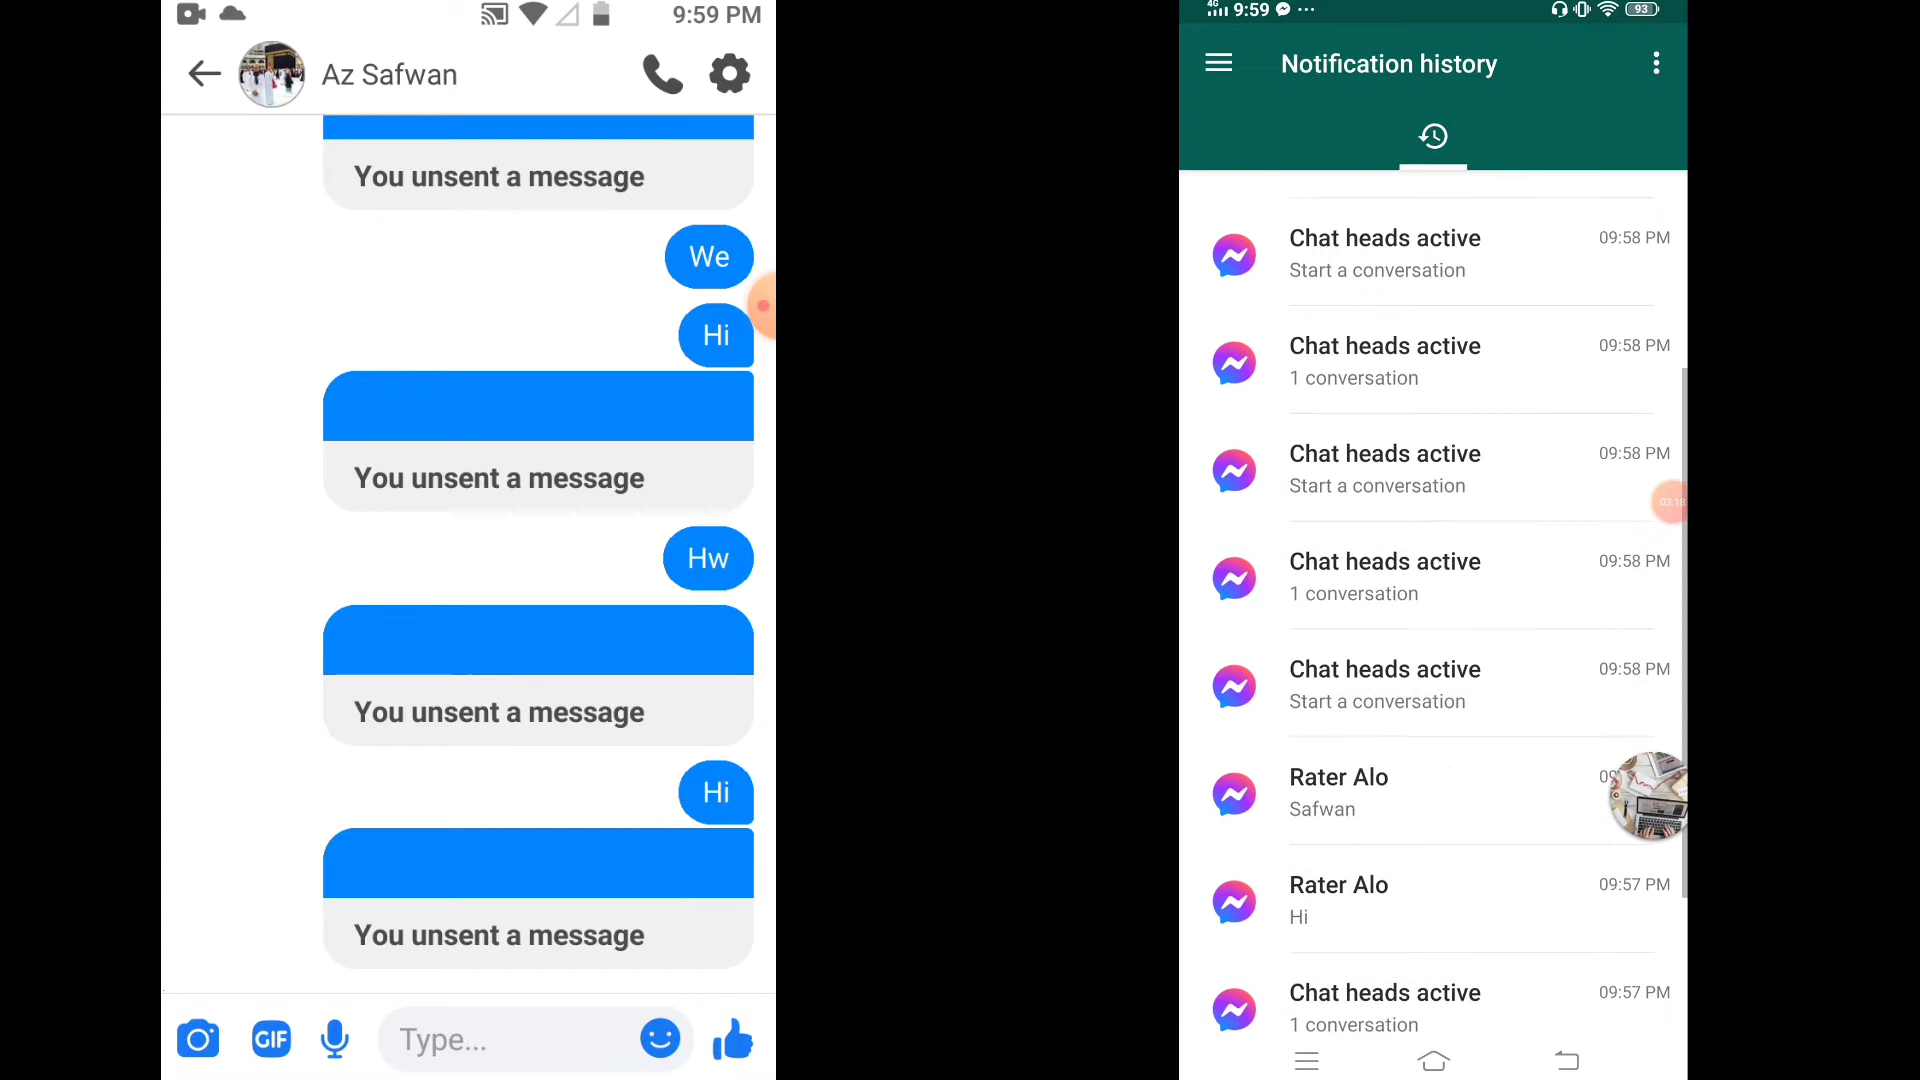 9:59 PM
Az Safwan
You unsent a message
We
Hi
You unsent a message
Hw
You unsent a message
Hi
You unsent a message
GIF
Type...
4G 9:59 ...
93
Notification history
Chat heads active 09:58 PM
Start a conversation
Chat heads active 09:58 PM
1 conversation
Chat heads active 09:58 PM
Start a conversation
03:18
Chat heads active 09:58 PM
1 conversation
Chat heads active 09:58 PM
Start a conversation
Rater Alo
Safwan
Rater Alo 09:57 PM
Hi
Chat heads active 09:57 PM
1 conversation